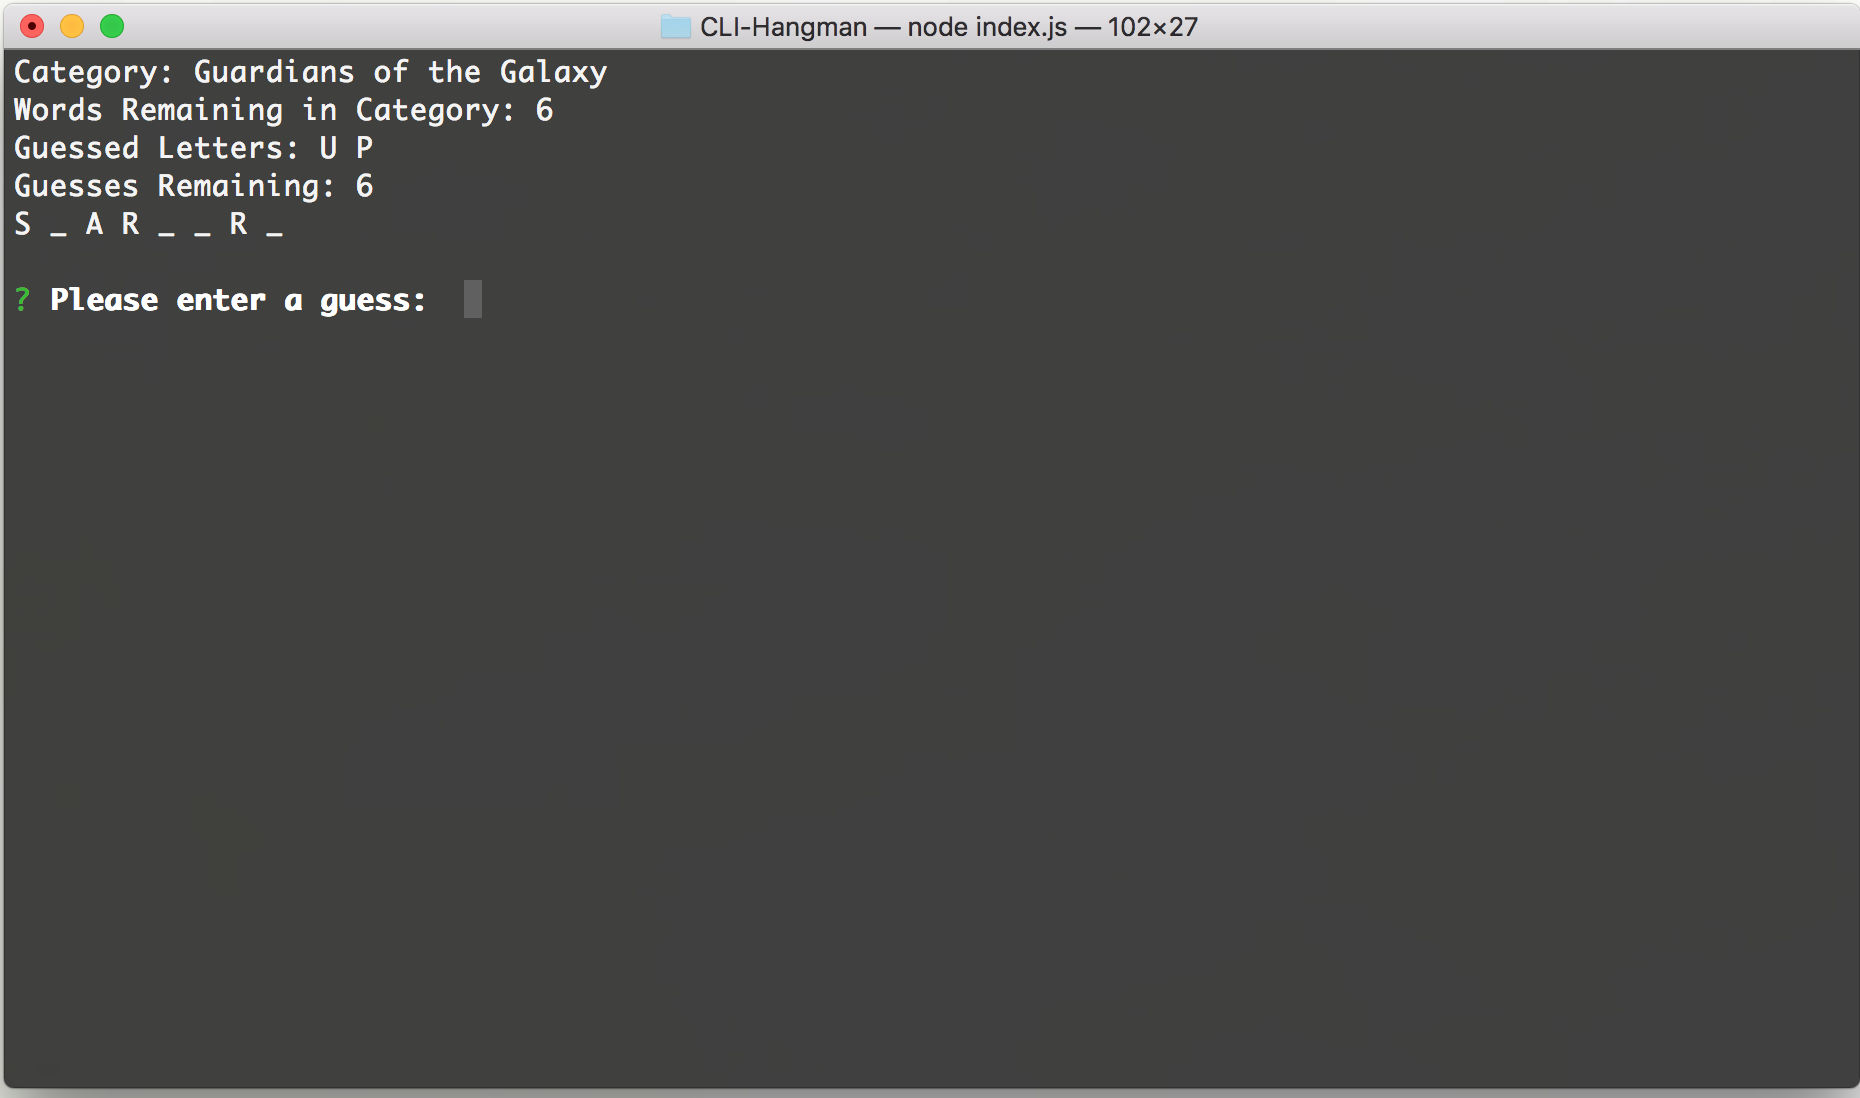 CLI-Hangman — node index.js — 102×27
Category: Guardians of the Galaxy
Words Remaining in Category: 6
Guessed Letters: U P
Guesses Remaining: 6
S _ A R _ _ R _
? Please enter a guess: